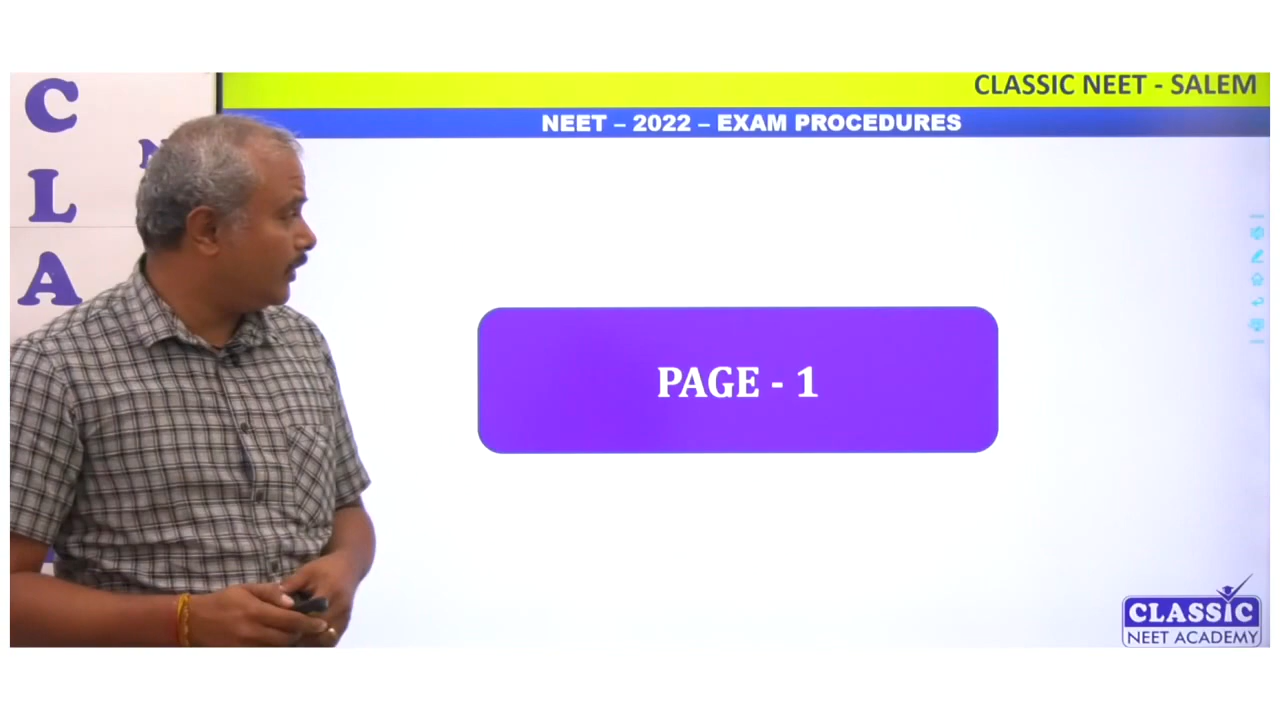 C
L
A
N
CLASSIC NEET - SALEM
NEET – 2022 – EXAM PROCEDURES
PAGE - 1
CLASSIC
NEET ACADEMY